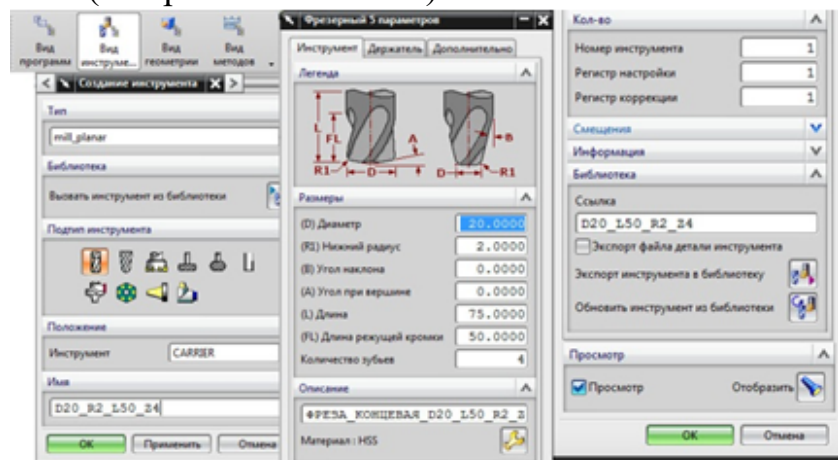 Вид программ
Вид инструме...
Вид геометрии
Вид методов
Создание инструмента
Тип
mill_planar
Библиотека
Вызвать инструмент из библиотеки
Подтип инструмента
Положение
Инструмент CARRIER
Имя
D20_R2_L50_Z4
OK Применить Отмена
Фрезерный 5 параметров
Инструмент Держатель Дополнительно
Легенда
L FL A B
R1 D D R1
Размеры
(D) Диаметр 20.0000
(R1) Нижний радиус 2.0000
(B) Угол наклона 0.0000
(A) Угол при вершине 0.0000
(L) Длина 75.0000
(FL) Длина режущей кромки 50.0000
Количество зубьев 4
Описание
ФРЕЗА_КОНЦЕВАЯ_D20_L50_R2_Z
Материал : HSS
Кол-во
Номер инструмента 1
Регистр настройки 1
Регистр коррекции 1
Смещения
Информация
Библиотека
Ссылка
D20_L50_R2_Z4
Экспорт файла детали инструмента
Экспорт инструмента в библиотеку
Обновить инструмент из библиотеки
Просмотр
Просмотр Отобразить
OK Отмена